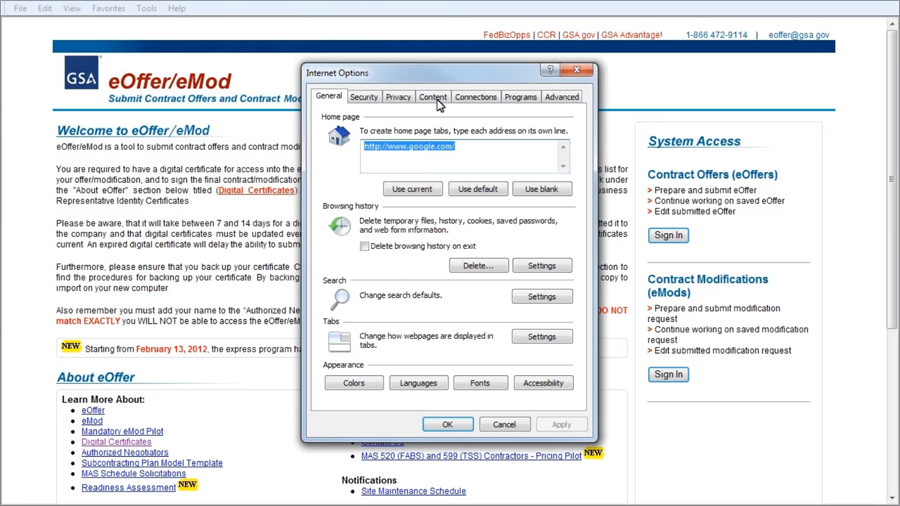 File Edit View Favorites Tools Help
FedBizOpps | CCR | GSA.gov | GSA Advantage! 1-866 472-9114 | eoffer@gsa.gov
GSA
eOffer/eMod
Submit Contract Offers and Contract Mo
Welcome to eOffer/eMod
eOffer/eMod is a tool to submit contract offers and contract mod
You are required to have a digital certificate for access into the e
your offer/modification, and to sign the final contract/modification
the "About eOffer" section below titled (Digital Certificates)
Representative Identity Certificates.
Please be aware, that it will take between 7 and 14 days for a di
the company and that digital certificates must be updated ever
current. An expired digital certificate will delay the ability to subm
Furthermore, please ensure that you back up your certificate. C
find the procedures for backing up your certificate. By backing
import on your new computer.
Also remember you must add your name to the "Authorized Neg
match EXACTLY you WILL NOT be able to access the eOffer/eM
NEW Starting from February 13, 2012, the express program ha
About eOffer
Learn More About:
eOffer
eMod
Mandatory eMod Pilot
Digital Certificates
Authorized Negotiators
Subcontracting Plan Model Template
MAS Schedule Solicitations
Readiness Assessment NEW
Internet Options
?
General Security Privacy Content Connections Programs Advanced
Home page
To create home page tabs, type each address on its own line.
http://www.google.com/
Use current Use default Use blank
Browsing history
Delete temporary files, history, cookies, saved passwords,
and web form information.
Delete browsing history on exit
Delete... Settings
Search
Change search defaults.
Settings
Tabs
Change how webpages are displayed in
tabs.
Settings
Appearance
Colors Languages Fonts Accessibility
OK Cancel Apply
s list for
back under
usiness
ed to
tted it are
ction to
copy to
DO NOT
MAS 520 (FABS) and 599 (TSS) Contractors - Pricing Pilot NEW
Notifications
Site Maintenance Schedule
System Access
Contract Offers (eOffers)
> Prepare and submit eOffer
> Continue working on saved eOffer
> Edit submitted eOffer
Sign In
Contract Modifications
(eMods)
> Prepare and submit modification
request
> Continue working on saved modification
request
> Edit submitted modification request
Sign In